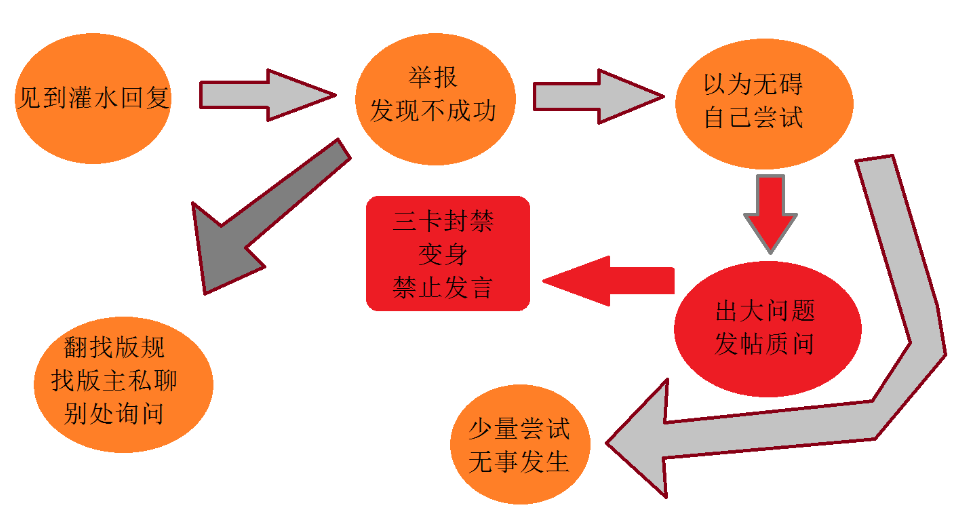 见到灌水回复
举报
发现不成功
以为无碍
自己尝试
三卡封禁
变身
禁止发言
出大问题
发帖质问
翻找版规
找版主私聊
别处询问
少量尝试
无事发生